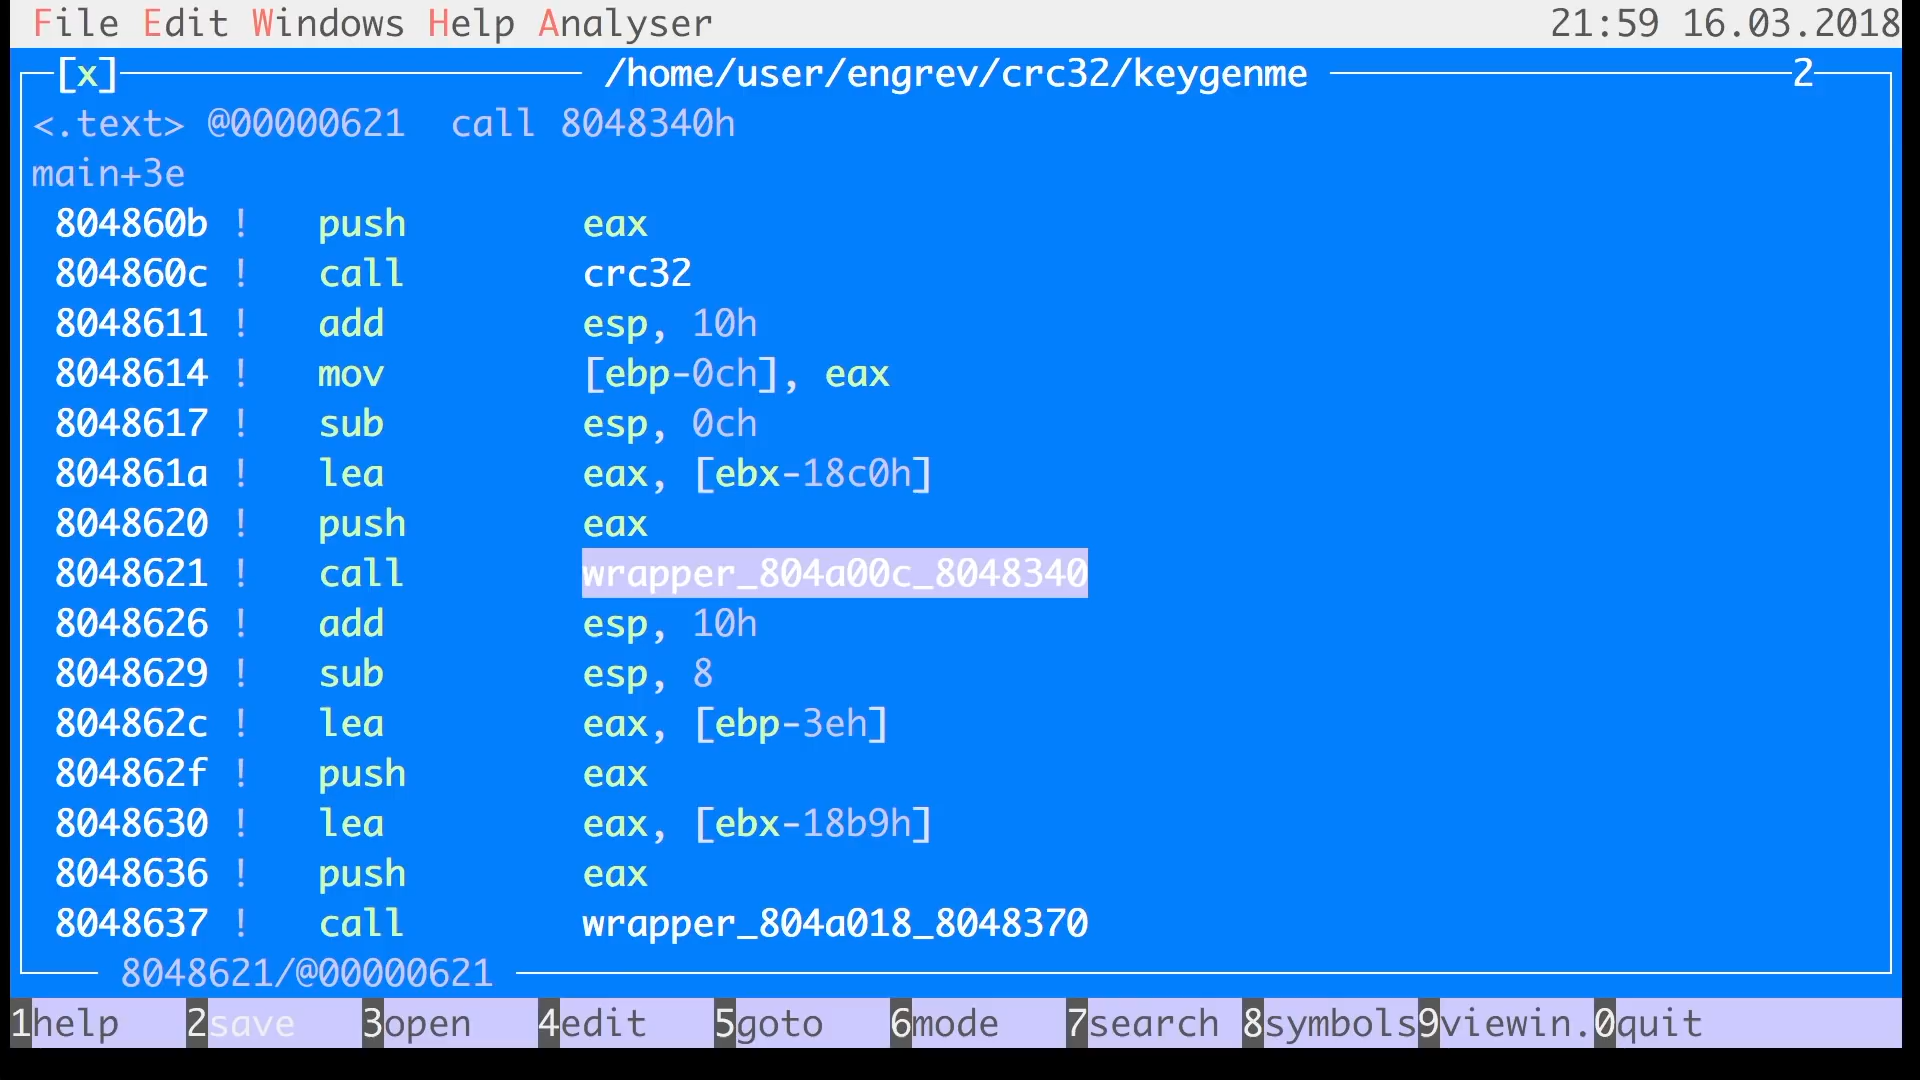 File Edit Windows Help Analyser 21:59 16.03.2018
[x] /home/user/engrev/crc32/keygenme 2
<.text> @00000621 call 8048340h
main+3e
804860b ! push eax
804860c ! call crc32
8048611 ! add esp, 10h
8048614 ! mov [ebp-0ch], eax
8048617 ! sub esp, 0ch
804861a ! lea eax, [ebx-18c0h]
8048620 ! push eax
8048621 ! call wrapper_804a00c_8048340
8048626 ! add esp, 10h
8048629 ! sub esp, 8
804862c ! lea eax, [ebp-3eh]
804862f ! push eax
8048630 ! lea eax, [ebx-18b9h]
8048636 ! push eax
8048637 ! call wrapper_804a018_8048370
8048621/@00000621
1help 2save 3open 4edit 5goto 6mode 7search 8symbols9viewin.0quit